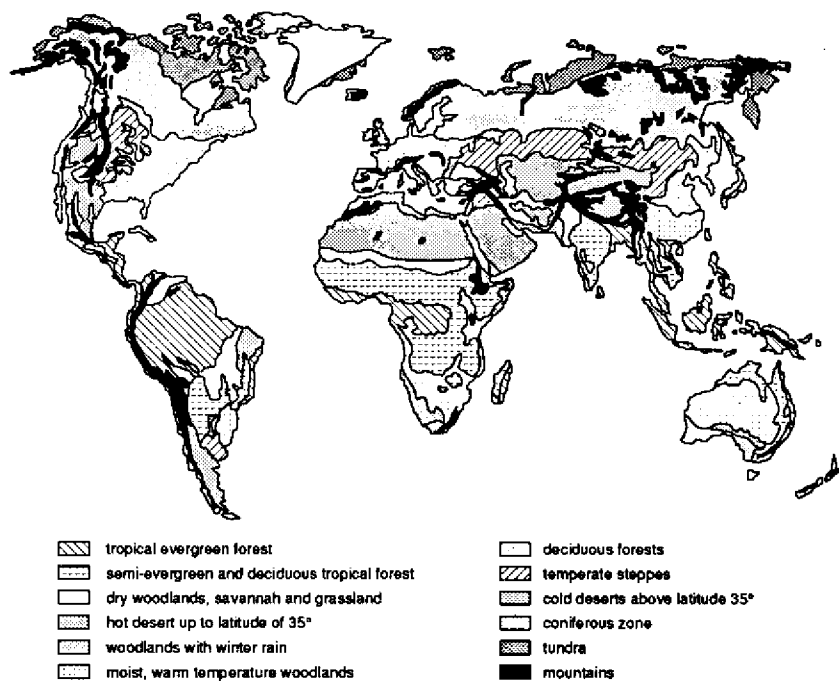 tropical evergreen forest
semi-evergreen and deciduous tropical forest
dry woodlands, savannah and grassland
hot desert up to latitude of 35°
woodlands with winter rain
moist, warm temperature woodlands
deciduous forests
temperate steppes
cold deserts above latitude 35°
coniferous zone
tundra
mountains